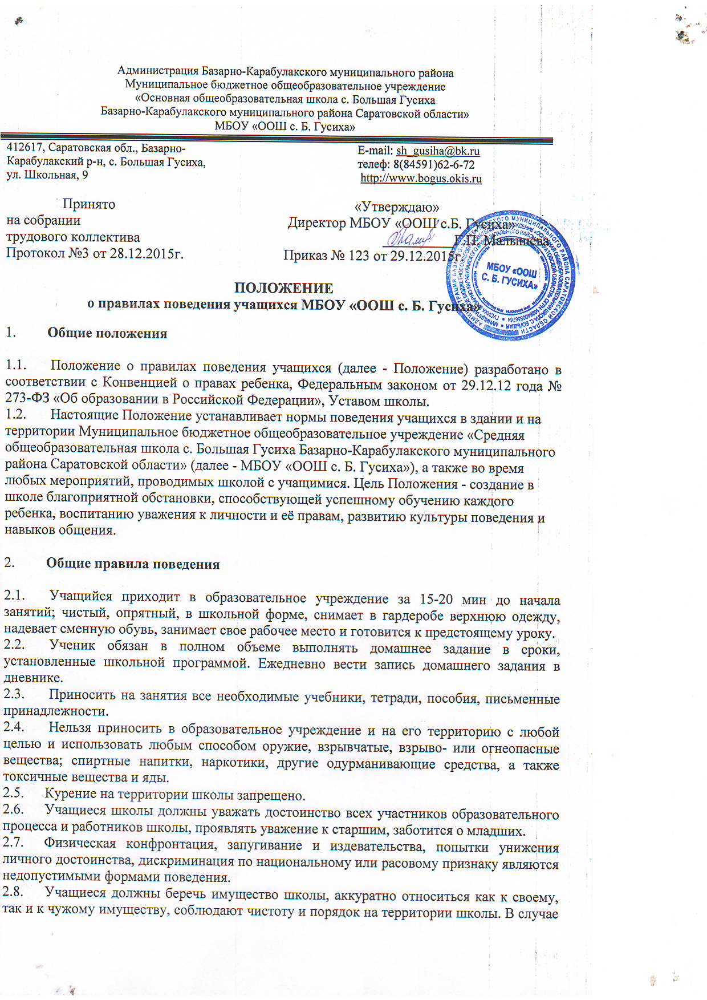 Администрация Базарно-Карабулакского муниципального района
Муниципальное бюджетное общеобразовательное учреждение
«Основная общеобразовательная школа с. Большая Гусиха
Базарно-Карабулакского муниципального района Саратовской области»
МБОУ «ООШ с. Б. Гусиха»
412617, Саратовская обл., Базарно-
Карабулакский р-н, с. Большая Гусиха,
ул. Школьная, 9
E-mail: sh_gusiha@bk.ru
телеф: 8(84591)62-6-72
http://www.bogus.okis.ru
Принято
на собрании
трудового коллектива
Протокол №3 от 28.12.2015г.
«Утверждаю»
Директор МБОУ «ООШ с.Б. Гусиха»
Г.П. Малышева
Приказ № 123 от 29.12.2015г.
МБОУ «ООШ
С. Б. ГУСИХА»
ПОЛОЖЕНИЕ
о правилах поведения учащихся МБОУ «ООШ с. Б. Гусиха»
1. Общие положения
1.1. Положение о правилах поведения учащихся (далее - Положение) разработано в
соответствии с Конвенцией о правах ребенка, Федеральным законом от 29.12.12 года №
273-ФЗ «Об образовании в Российской Федерации», Уставом школы.
1.2. Настоящие Положение устанавливает нормы поведения учащихся в здании и на
территории Муниципальное бюджетное общеобразовательное учреждение «Средняя
общеобразовательная школа с. Большая Гусиха Базарно-Карабулакского муниципального
района Саратовской области» (далее - МБОУ «ООШ с. Б. Гусиха»), а также во время
любых мероприятий, проводимых школой с учащимися. Цель Положения - создание в
школе благоприятной обстановки, способствующей успешному обучению каждого
ребенка, воспитанию уважения к личности и её правам, развитию культуры поведения и
навыков общения.
2. Общие правила поведения
2.1. Учащийся приходит в образовательное учреждение за 15-20 мин до начала
занятий; чистый, опрятный, в школьной форме, снимает в гардеробе верхнюю одежду,
надевает сменную обувь, занимает свое рабочее место и готовится к предстоящему уроку.
2.2. Ученик обязан в полном объеме выполнять домашнее задание в сроки,
установленные школьной программой. Ежедневно вести запись домашнего задания в
дневнике.
2.3. Приносить на занятия все необходимые учебники, тетради, пособия, письменные
принадлежности.
2.4. Нельзя приносить в образовательное учреждение и на его территорию с любой
целью и использовать любым способом оружие, взрывчатые, взрыво- или огнеопасные
вещества; спиртные напитки, наркотики, другие одурманивающие средства, а также
токсичные вещества и яды.
2.5. Курение на территории школы запрещено.
2.6. Учащиеся школы должны уважать достоинство всех участников образовательного
процесса и работников школы, проявлять уважение к старшим, заботится о младших.
2.7. Физическая конфронтация, запугивание и издевательства, попытки унижения
личного достоинства, дискриминация по национальному или расовому признаку являются
недопустимыми формами поведения.
2.8. Учащиеся должны беречь имущество школы, аккуратно относиться как к своему,
так и к чужому имуществу, соблюдают чистоту и порядок на территории школы. В случае